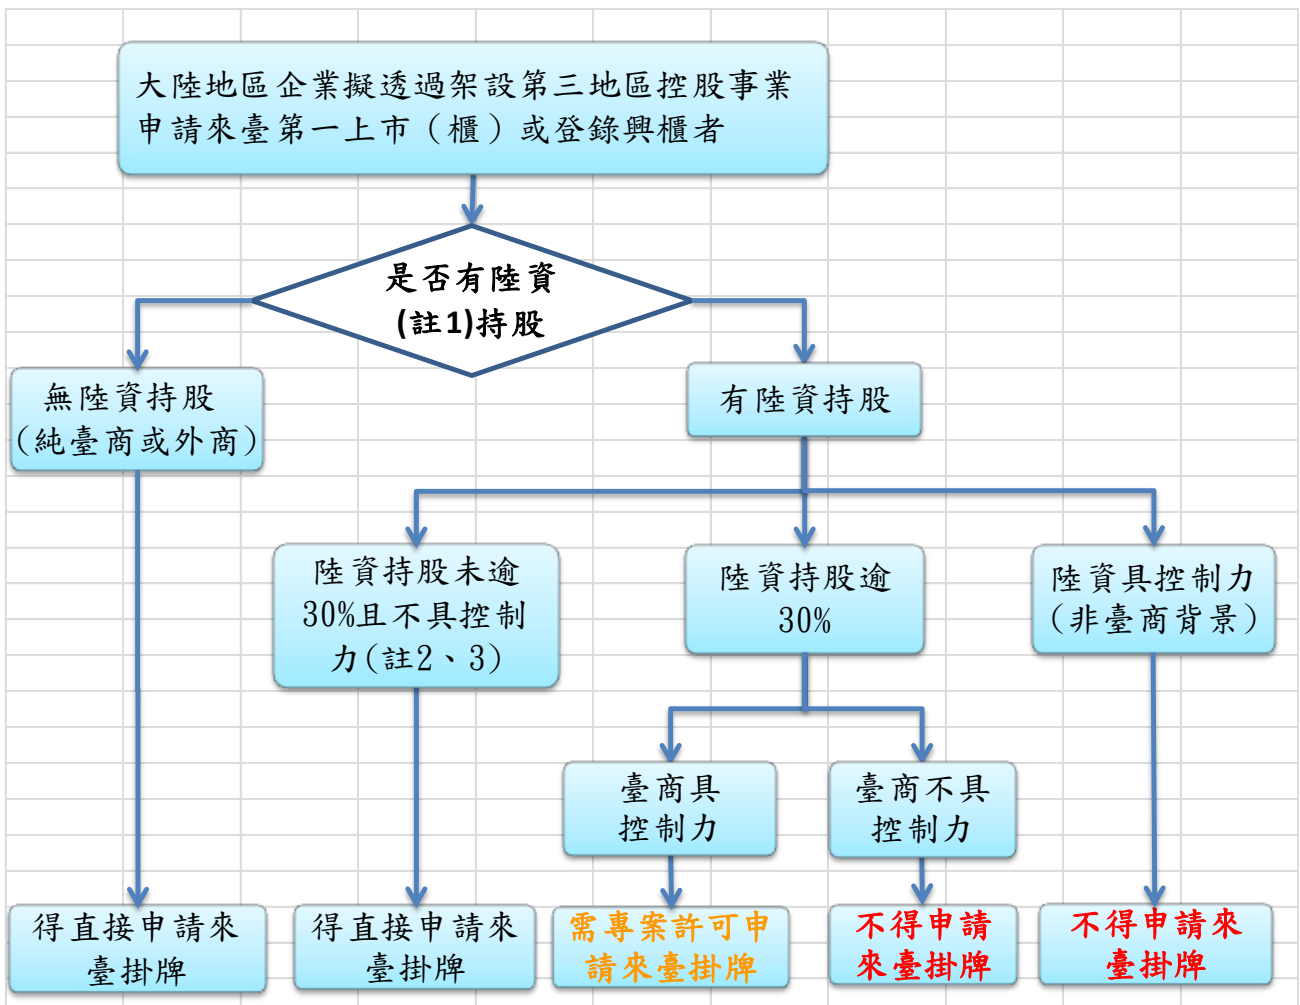 大陸地區企業擬透過架設第三地區控股事業
申請來臺第一上市（櫃）或登錄興櫃者
是否有陸資
(註1)持股
無陸資持股
(純臺商或外商)
有陸資持股
陸資持股未逾
30%且不具控制
力(註2、3)
陸資持股逾
30%
陸資具控制力
(非臺商背景)
臺商具
控制力
臺商不具
控制力
得直接申請來
臺掛牌
得直接申請來
臺掛牌
需專案許可申
請來臺掛牌
不得申請
來臺掛牌
不得申請來
臺掛牌